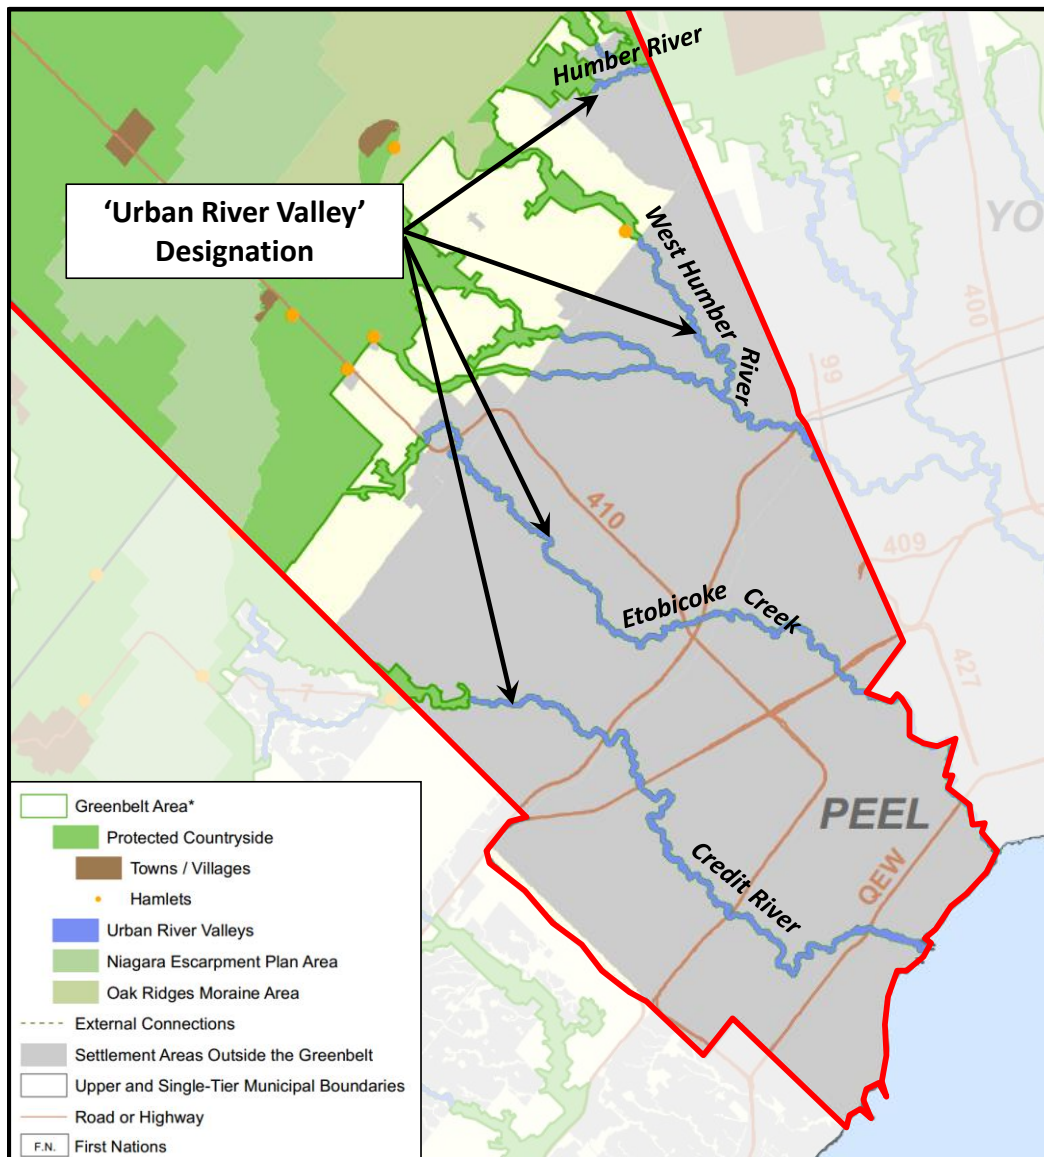 Humber River
'Urban River Valley'
Designation
West Humber
River
YO
400
99
410
409
427
Etobicoke Creek
7
PEEL
QEW
Credit River
Greenbelt Area*
Protected Countryside
Towns / Villages
Hamlets
Urban River Valleys
Niagara Escarpment Plan Area
Oak Ridges Moraine Area
External Connections
Settlement Areas Outside the Greenbelt
Upper and Single-Tier Municipal Boundaries
Road or Highway
F.N. First Nations